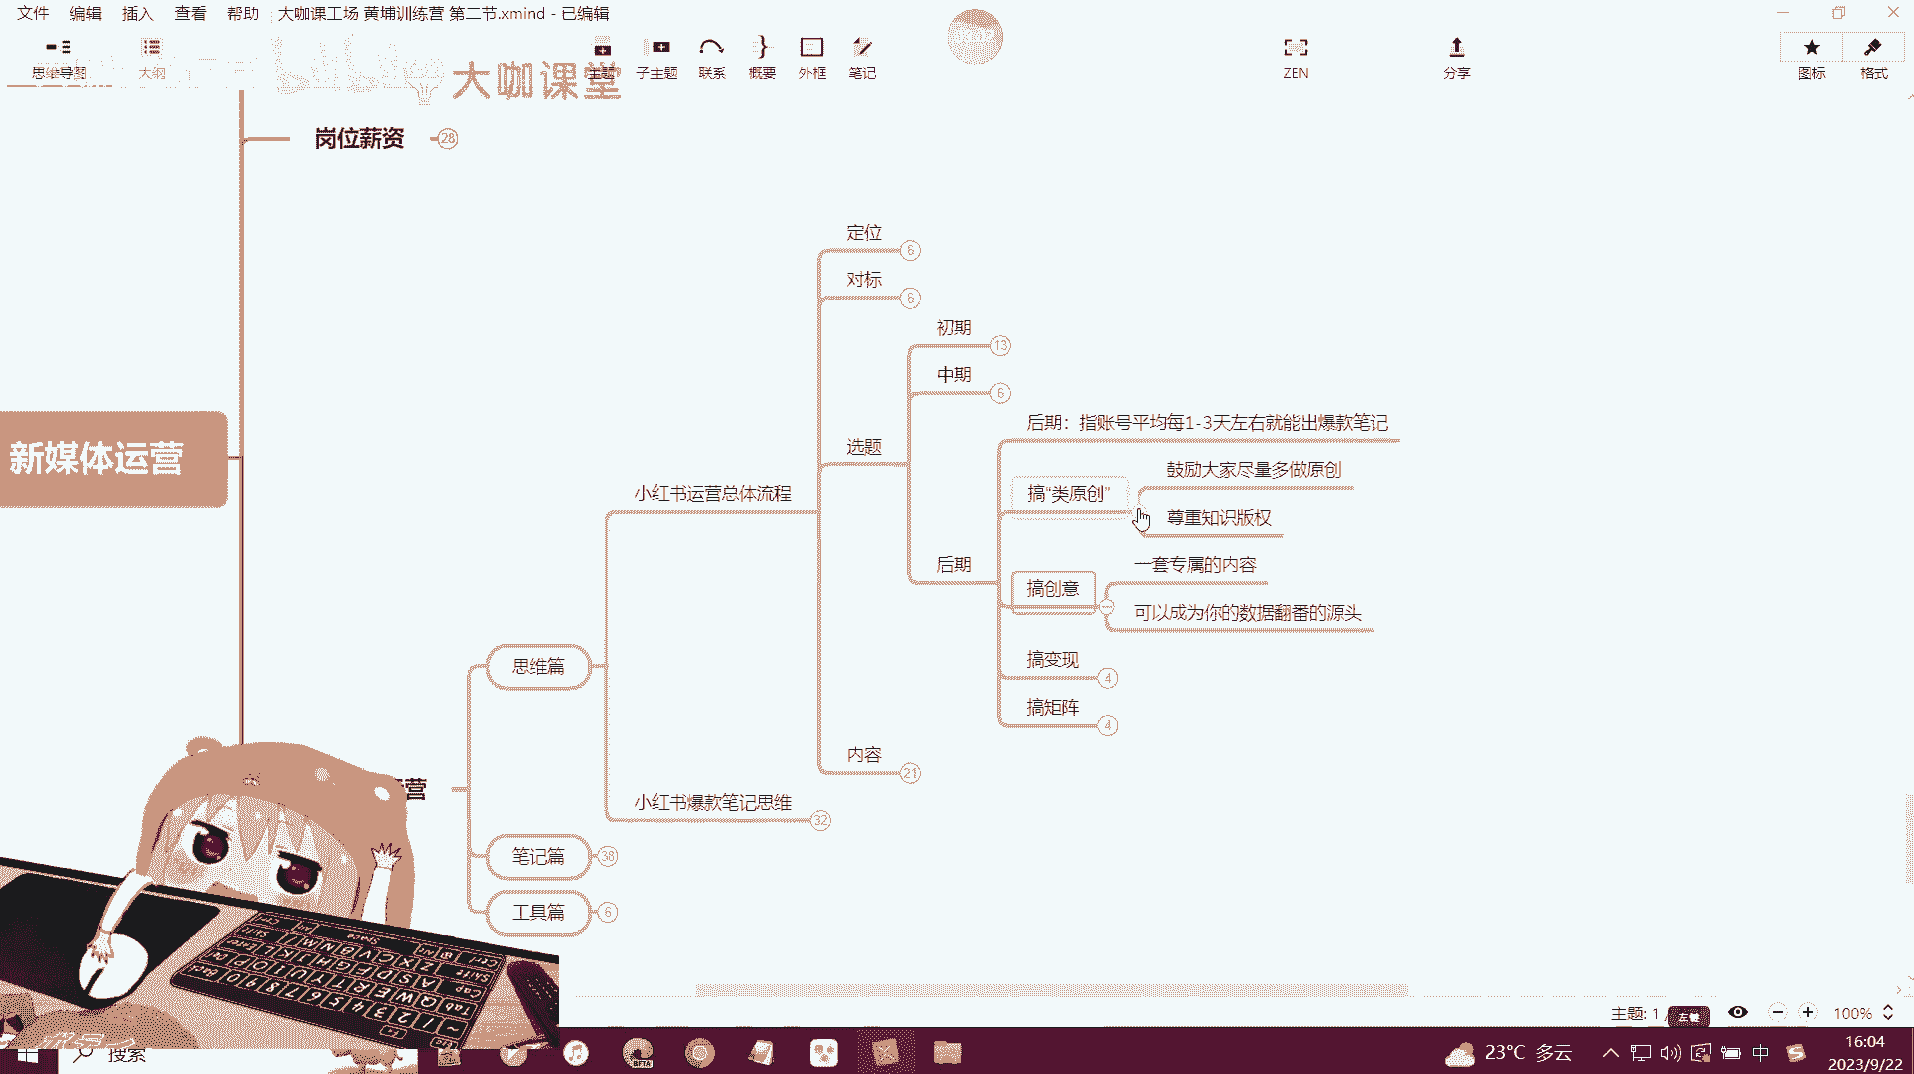 文件 编辑 插入 查看 帮助 大咖课工场 黄埔训练营 第二节.xmind - 已编辑
思维导图 大纲 主题 子主题 联系 概要 外框 笔记 ZEN 分享 图标 格式
大咖课堂
岗位薪资 28
定位 6
对标 6
初期 13
中期 6
后期：指账号平均每1-3天左右就能出爆款笔记
选题
鼓励大家尽量多做原创
小红书运营总体流程
搞“类原创”
尊重知识版权
新媒体运营
后期
一套专属的内容
搞创意
可以成为你的数据翻番的源头
思维篇
搞变现 4
搞矩阵 4
内容 21
营
小红书爆款笔记思维 32
笔记篇 38
工具篇 6
主题: 1 /
100%
搜索
BETA
23°C 多云
中
16:04
2023/9/22